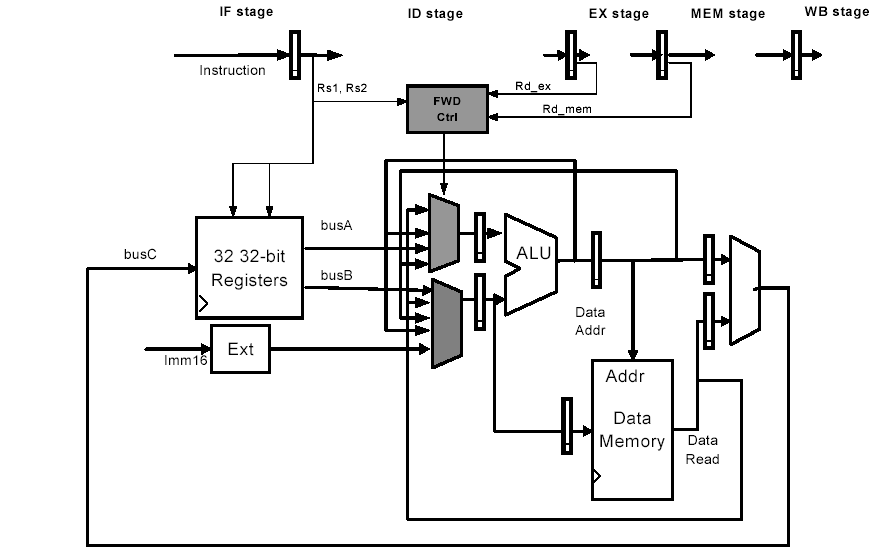 IF stage
ID stage
EX stage
MEM stage
WB stage
Instruction
Rs1, Rs2
FWD
Ctrl
Rd_ex
Rd_mem
busA
busC
32 32-bit
Registers
busB
ALU
Data
Addr
Imm16
Ext
Addr
Data
Memory
Data
Read